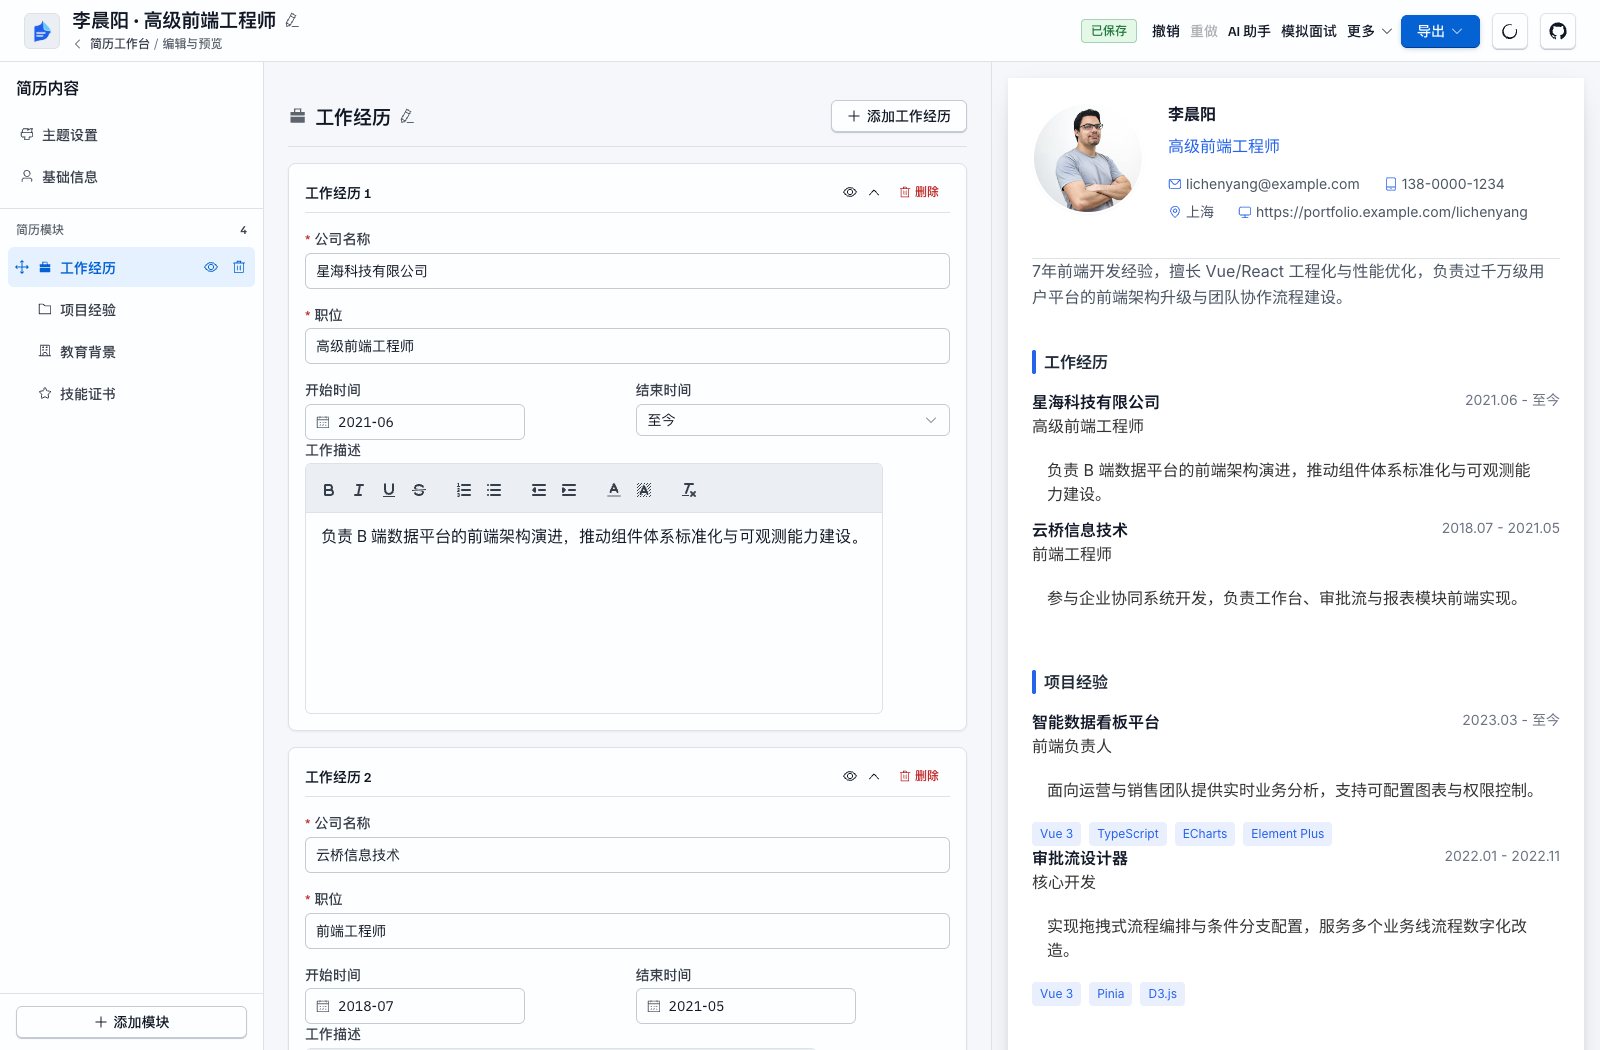 李晨阳 · 高级前端工程师
简历工作台 / 编辑与预览
已保存 撤销 重做 AI 助手 模拟面试 更多 导出
简历内容
主题设置
基础信息
简历模块 4
工作经历
项目经验
教育背景
技能证书
添加模块
工作经历
添加工作经历
工作经历 1
删除
* 公司名称
星海科技有限公司
* 职位
高级前端工程师
开始时间 结束时间
2021-06 至今
工作描述
负责 B 端数据平台的前端架构演进，推动组件体系标准化与可观测能力建设。
工作经历 2
删除
* 公司名称
云桥信息技术
* 职位
前端工程师
开始时间 结束时间
2018-07 2021-05
工作描述
李晨阳
高级前端工程师
lichenyang@example.com 138-0000-1234
上海 https://portfolio.example.com/lichenyang
7年前端开发经验，擅长 Vue/React 工程化与性能优化，负责过千万级用
户平台的前端架构升级与团队协作流程建设。
工作经历
星海科技有限公司 2021.06 - 至今
高级前端工程师
负责 B 端数据平台的前端架构演进，推动组件体系标准化与可观测能
力建设。
云桥信息技术 2018.07 - 2021.05
前端工程师
参与企业协同系统开发，负责工作台、审批流与报表模块前端实现。
项目经验
智能数据看板平台 2023.03 - 至今
前端负责人
面向运营与销售团队提供实时业务分析，支持可配置图表与权限控制。
Vue 3 TypeScript ECharts Element Plus
审批流设计器 2022.01 - 2022.11
核心开发
实现拖拽式流程编排与条件分支配置，服务多个业务线流程数字化改
造。
Vue 3 Pinia D3.js